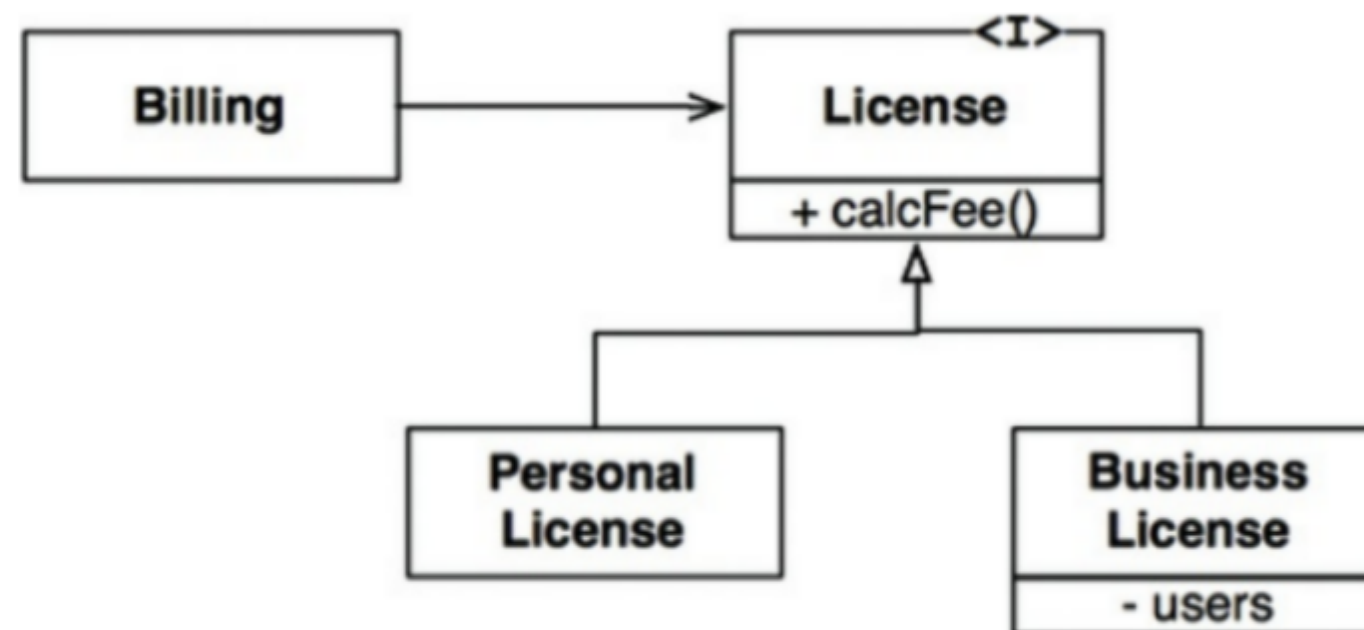 <I>
Billing
License
+ calcFee()
Personal
License
Business
License
- users